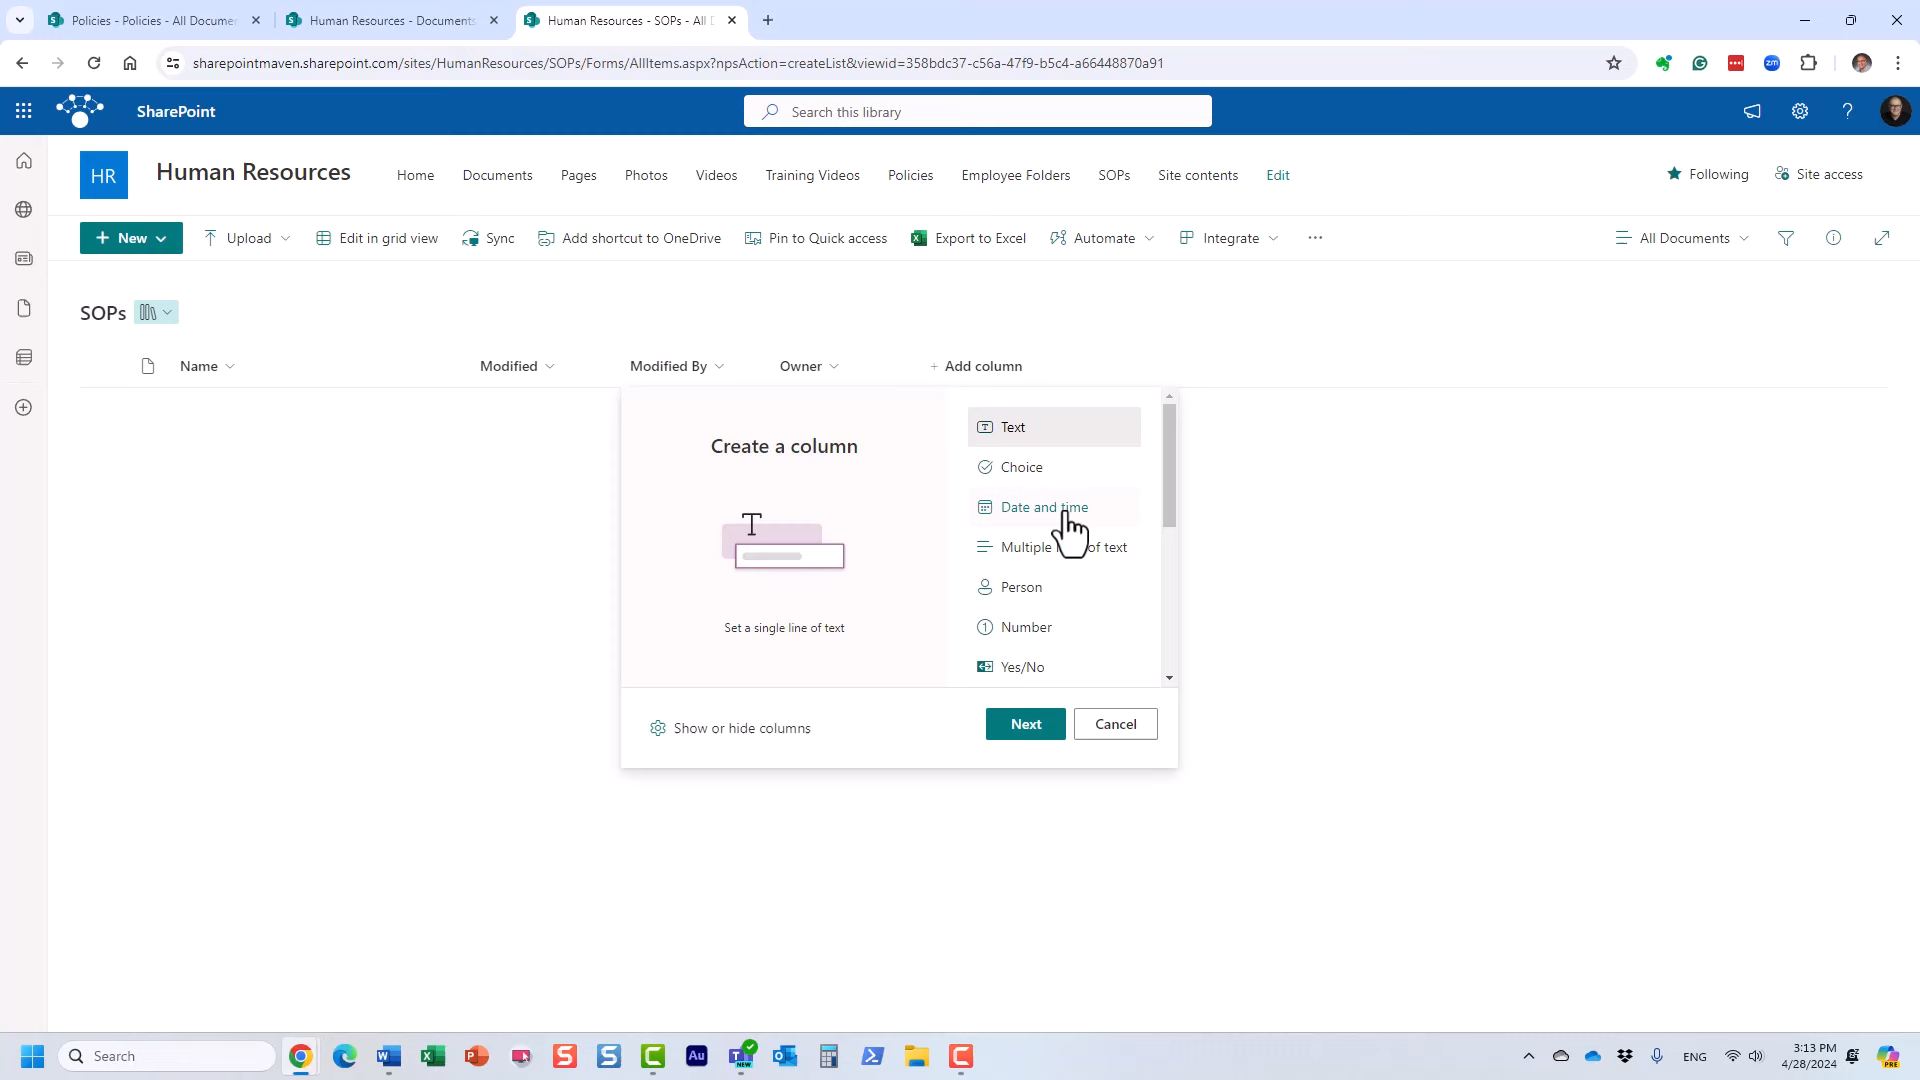 Policies - Policies - All Docume
Human Resources - Documents
Human Resources - SOPs - All D
sharepointmaven.sharepoint.com/sites/HumanResources/SOPs/Forms/AllItems.aspx?npsAction=createList&viewid=358bdc37-c56a-47f9-b5c4-a66448870a91
SharePoint
Search this library
HR
Human Resources
Home
Documents
Pages
Photos
Videos
Training Videos
Policies
Employee Folders
SOPs
Site contents
Edit
Following
Site access
New
Upload
Edit in grid view
Sync
Add shortcut to OneDrive
Pin to Quick access
Export to Excel
Automate
Integrate
All Documents
SOPs
Name
Modified
Modified By
Owner
+ Add column
Create a column
Set a single line of text
Text
Choice
Date and time
Multiple of text
Person
Number
Yes/No
Show or hide columns
Next
Cancel
Search
ENG
3:13 PM
4/28/2024